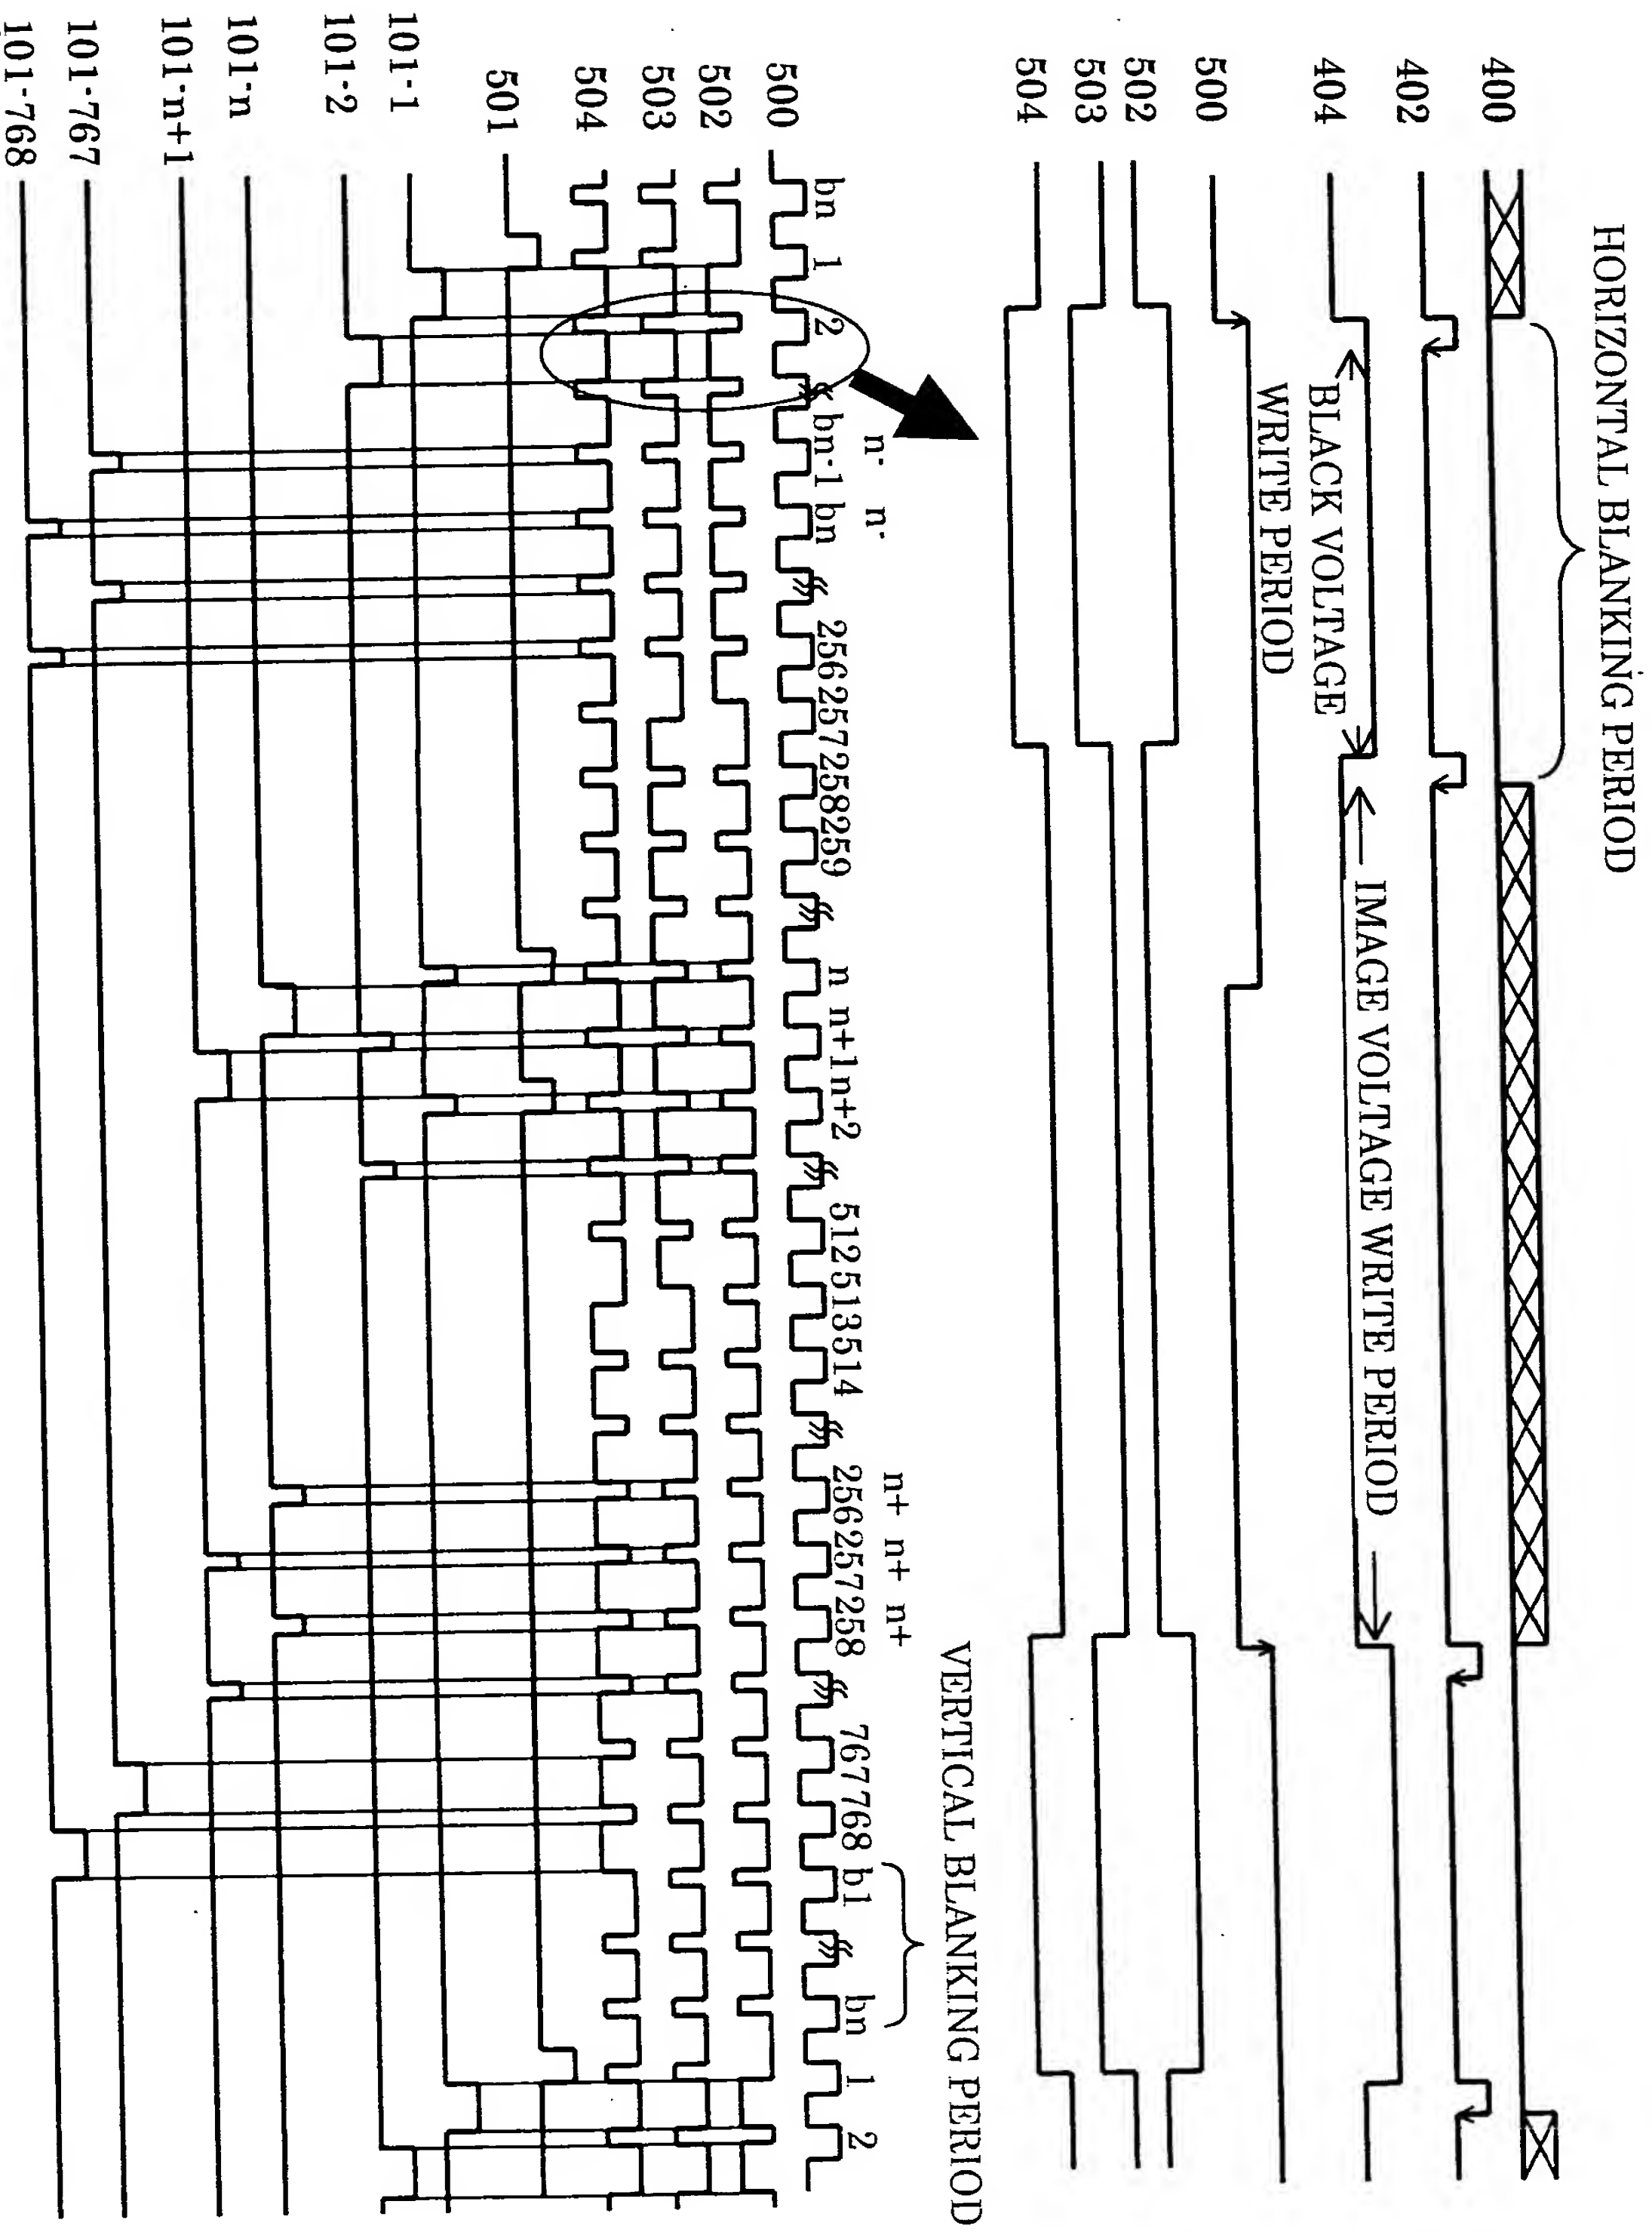 HORIZONTAL BLANKING PERIOD
400
402
404
BLACK VOLTAGE
WRITE PERIOD
IMAGE VOLTAGE WRITE PERIOD
500
502
503
504
VERTICAL BLANKING PERIOD
n- n- n+ n+ n+
bn 1 2 bn-1 bn 256 257 258 259 n n+1 n+2 512 513 514 256 257 258 767 768 b1 bn 1 2
500
502
503
504
501
101-1
101-2
101-n
101-n+1
101-767
101-768